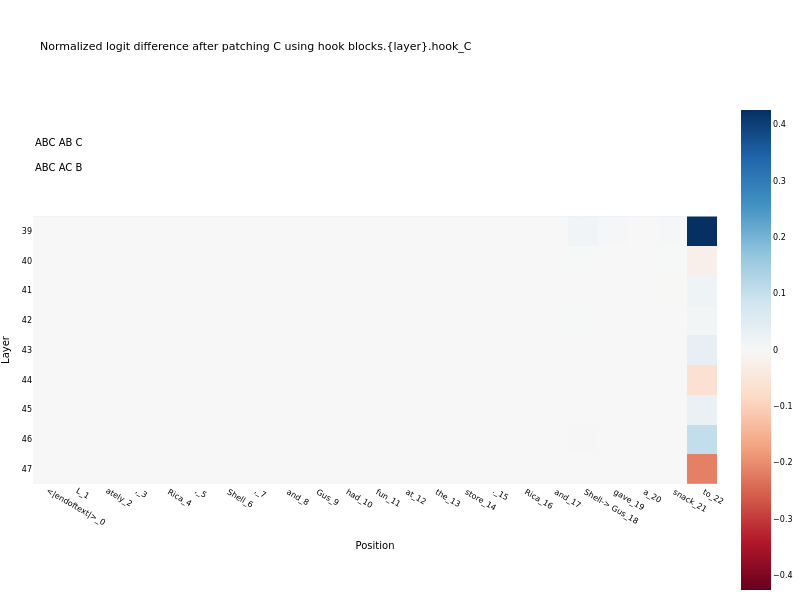 Normalized logit difference after patching C using hook blocks.{layer}.hook_C
ABC AB C
ABC AC B
0.4
0.3
0.2
0.1
0
−0.1
−0.2
−0.3
−0.4
Layer
39
40
41
42
43
44
45
46
47
<|endoftext|>_0
L_1
ately_2
,_3
Rica_4
,_5
Shell_6
,_7
and_8
Gus_9
had_10
fun_11
at_12
the_13
store_14
._15
Rica_16
and_17
Shell-> Gus_18
gave_19
a_20
snack_21
to_22
Position